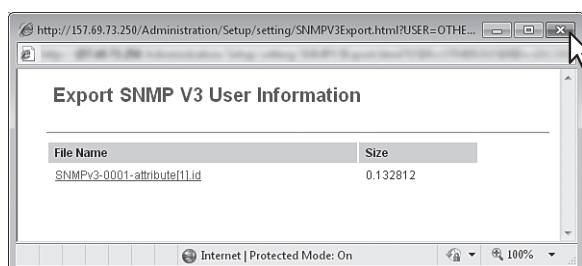 http://157.69.73.250/Administration/Setup/setting/SNMPV3Export.html?USER=OTHE...
Export SNMP V3 User Information
File Name Size
SNMPv3-0001-attribute[1].id 0.132812
Internet | Protected Mode: On 100%